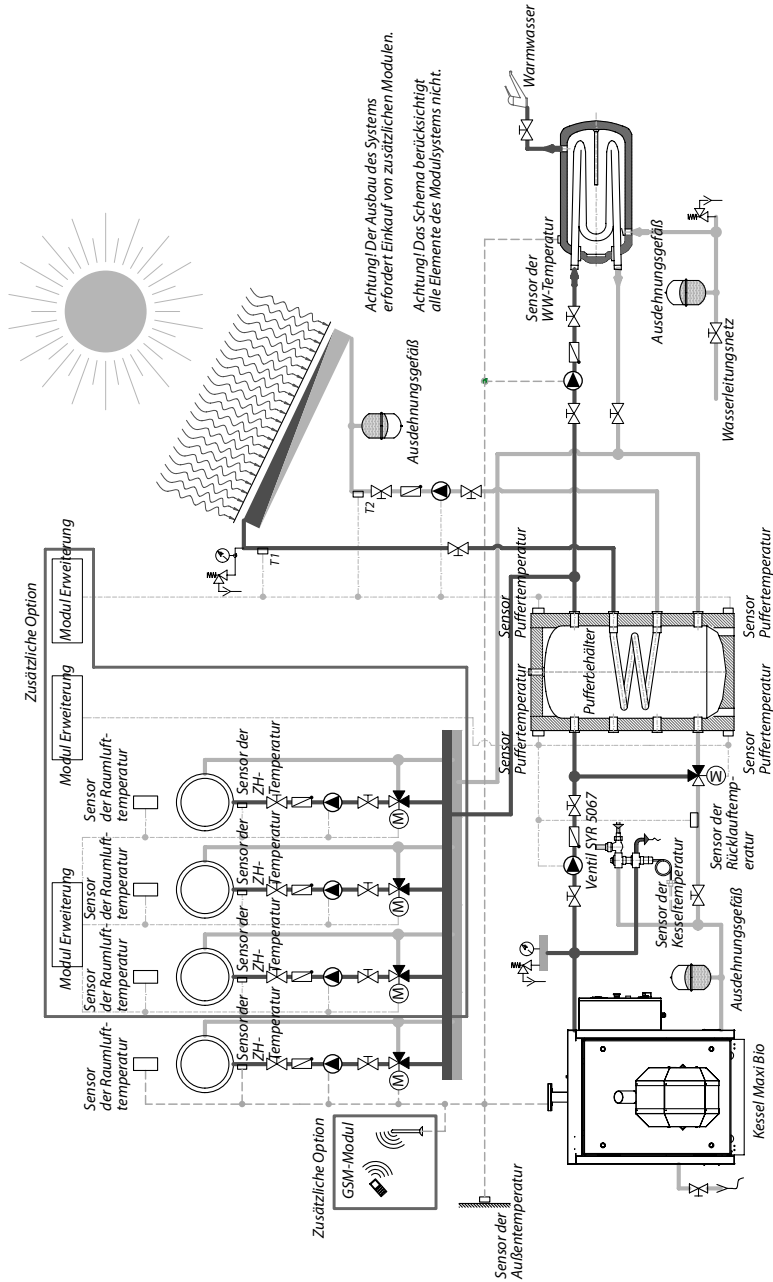 Zusätzliche Option
Modul Erweiterung
Modul Erweiterung
Modul Erweiterung
Sensor
der Raumluft-
temperatur
Sensor
der Raumluft-
temperatur
Sensor
der Raumluft-
temperatur
Sensor
der Raumluft-
temperatur
Sensor der
ZH-
Temperatur
Sensor der
ZH-
Temperatur
Sensor der
ZH-
Temperatur
Sensor der
ZH-
Temperatur
M
M
M
M
Zusätzliche Option
GSM-Modul
Sensor der
Außentemperatur
T1
T2
Ausdehnungsgefäß
Achtung! Der Ausbau des Systems
erfordert Einkauf von zusätzlichen Modulen.
Achtung! Das Schema berücksichtigt
alle Elemente des Modulsystems nicht.
Warmwasser
Sensor der
WW-Temperatur
Ausdehnungsgefäß
Wasserleitungsnetz
Sensor
Puffertemperatur
Sensor
Puffertemperatur
Pufferbehälter
Sensor
Puffertemperatur
Sensor
Puffertemperatur
M
Ventil SYR 5067
Sensor der
Kesseltemperatur
Sensor der
Rücklauftemp-
eratur
Ausdehnungsgefäß
Kessel Maxi Bio